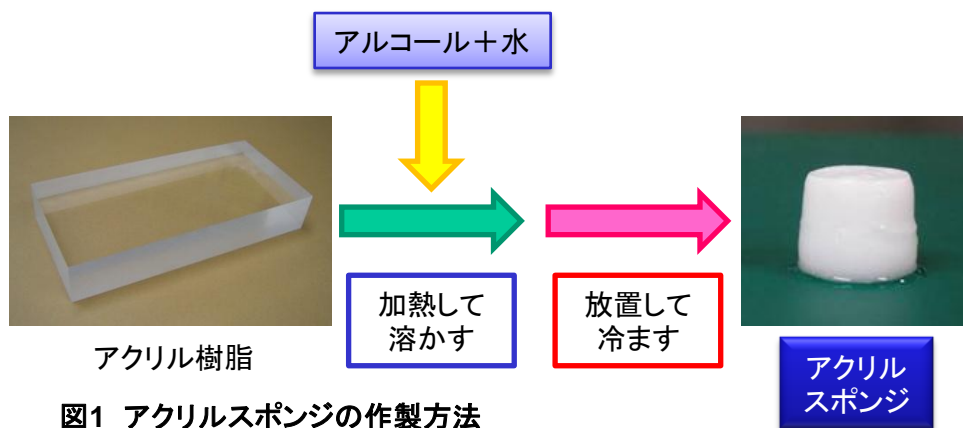 アルコール＋水
加熱して
溶かす
放置して
冷ます
アクリル樹脂
アクリル
スポンジ
図1 アクリルスポンジの作製方法